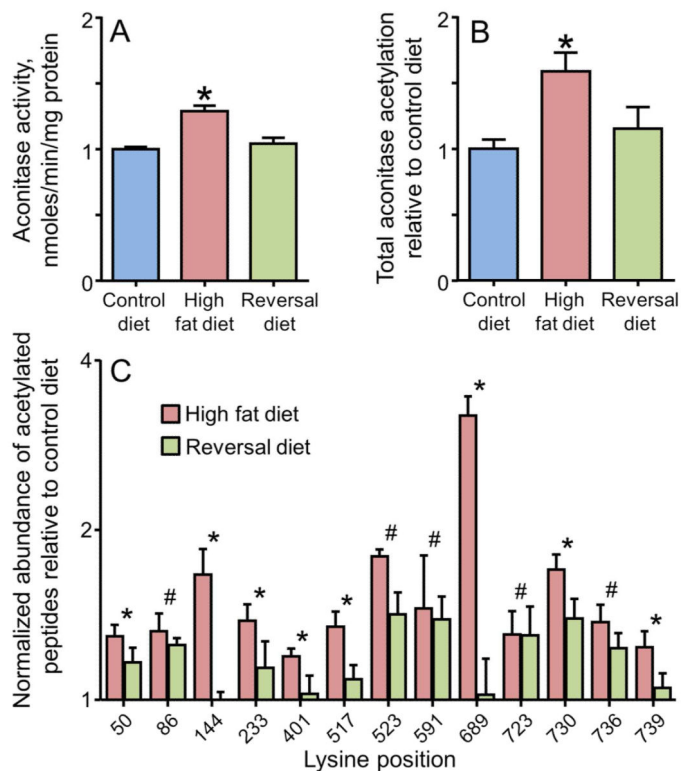 A
Aconitase activity,
nmoles/min/mg protein
2
1
0
*
Control
diet
High
fat diet
Reversal
diet
B
Total aconitase acetylation
relative to control diet
2
1
0
*
Control
diet
High
fat diet
Reversal
diet
C
Normalized abundance of acetylated
peptides relative to control diet
4
2
1
High fat diet
Reversal diet
* # * * * * # # * # * # *
50 86 144 233 401 517 523 591 689 723 730 736 739
Lysine position